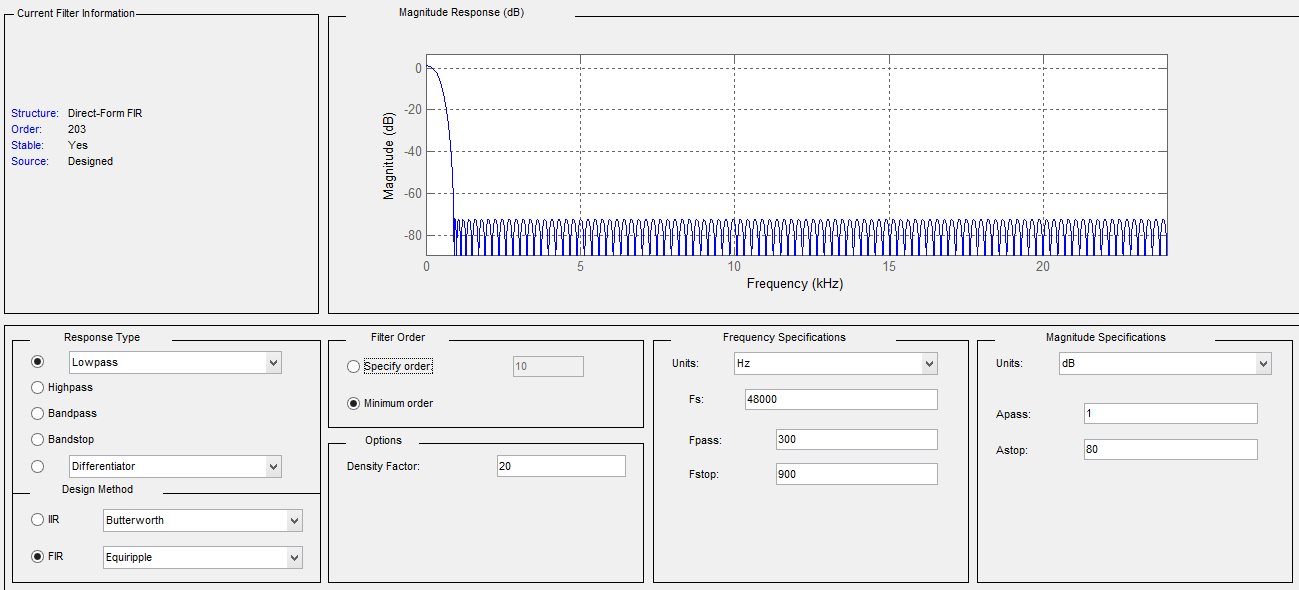 Current Filter Information
Structure: Direct-Form FIR
Order: 203
Stable: Yes
Source: Designed
Magnitude Response (dB)
Magnitude (dB)
0
-20
-40
-60
-80
0 5 10 15 20
Frequency (kHz)
Response Type
Lowpass
Highpass
Bandpass
Bandstop
Differentiator
Design Method
IIR Butterworth
FIR Equiripple
Filter Order
Specify order: 10
Minimum order
Options
Density Factor: 20
Frequency Specifications
Units: Hz
Fs: 48000
Fpass: 300
Fstop: 900
Magnitude Specifications
Units: dB
Apass: 1
Astop: 80